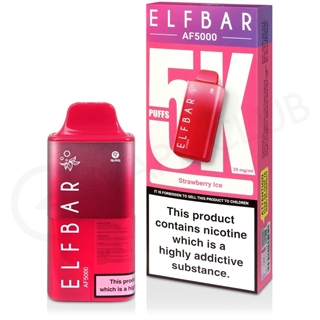 ELFBAR
AF5000
5K
PUFFS
ELFBAR
Strawberry Ice
20 mg/ml
IT IS FORBIDDEN TO SELL THIS PRODUCT TO CHILDREN
This product
contains nicotine
which is a
highly addictive
substance.
ELFBAR
AF5000
This pro
which is a h